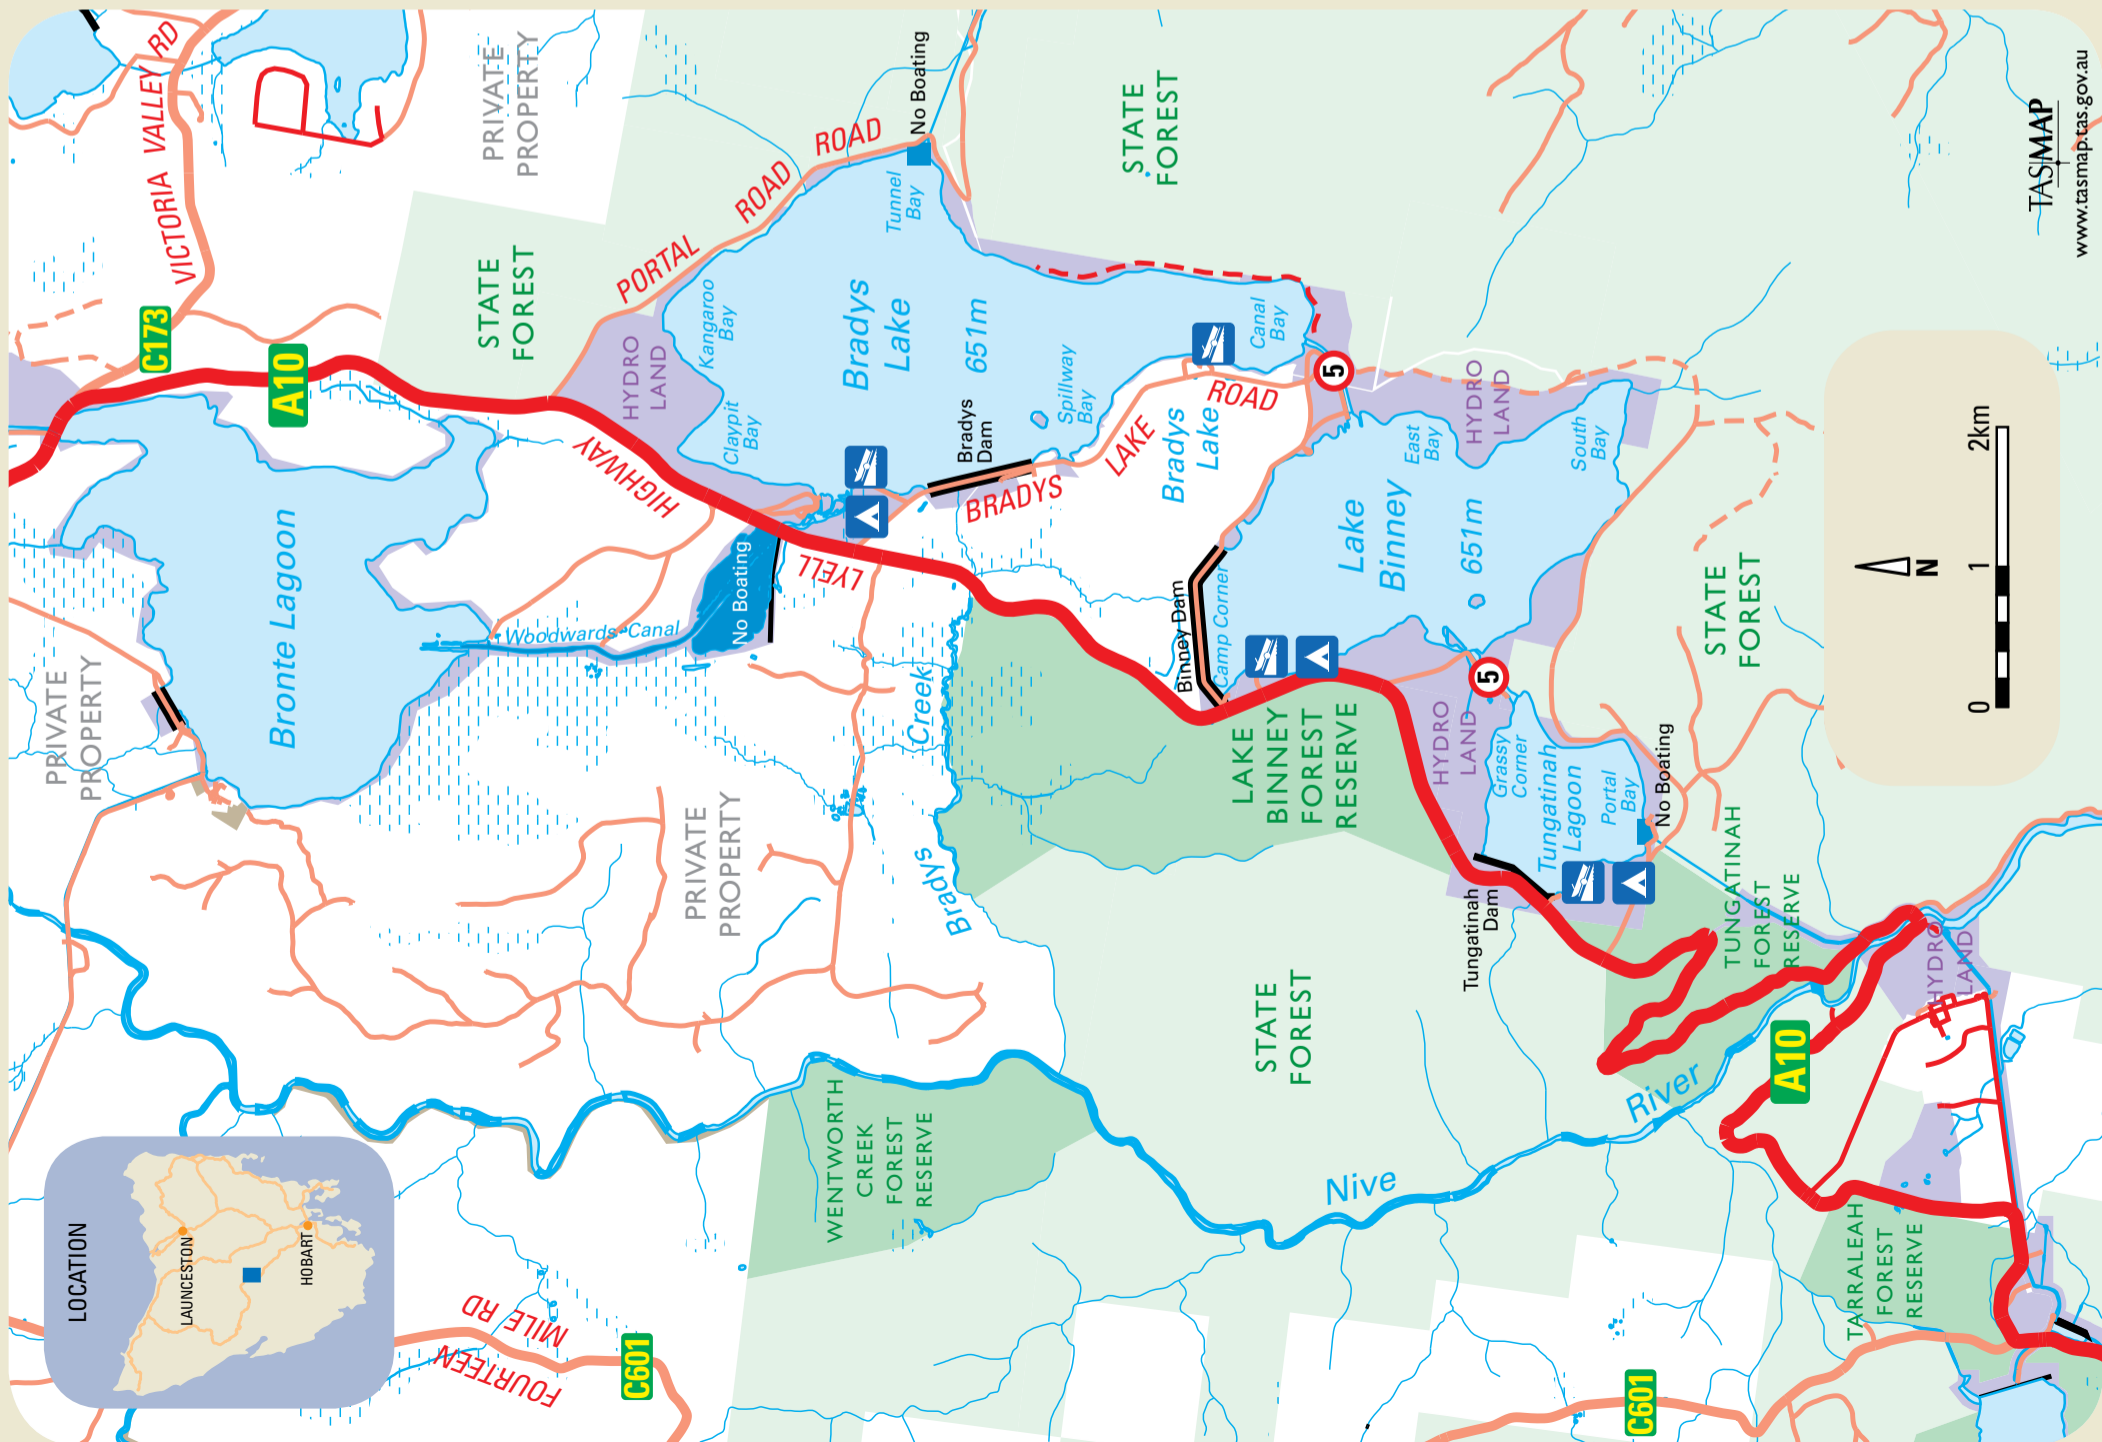 LOCATION
LAUNCESTON
HOBART
FOURTEEN
MILE RD
C601
C601
PRIVATE
PROPERTY
PRIVATE
PROPERTY
PRIVATE
PROPERTY
Bronte Lagoon
Woodwards Canal
No Boating
VICTORIA VALLEY RD
C173
A10
LYELL
HIGHWAY
STATE
FOREST
HYDRO
LAND
PORTAL
ROAD
ROAD
No Boating
Kangaroo
Bay
Claypit
Bay
Tunnel
Bay
Bradys
Lake
651m
Spillway
Bay
Canal
Bay
Bradys
Dam
BRADYS
LAKE
ROAD
Bradys
Lake
5
STATE
FOREST
Bradys
Creek
WENTWORTH
CREEK
FOREST
RESERVE
STATE
FOREST
Nive
River
LAKE
BINNEY
FOREST
RESERVE
Binney Dam
Camp Corner
Lake
Binney
651m
East
Bay
South
Bay
HYDRO
LAND
HYDRO
LAND
5
Grassy
Corner
Tungatinah
Lagoon
Portal
Bay
No Boating
Tungatinah
Dam
STATE
FOREST
TUNGATINAH
FOREST
RESERVE
HYDRO
LAND
A10
TARRALEAH
FOREST
RESERVE
N
0
1
2km
TASMAP
www.tasmap.tas.gov.au